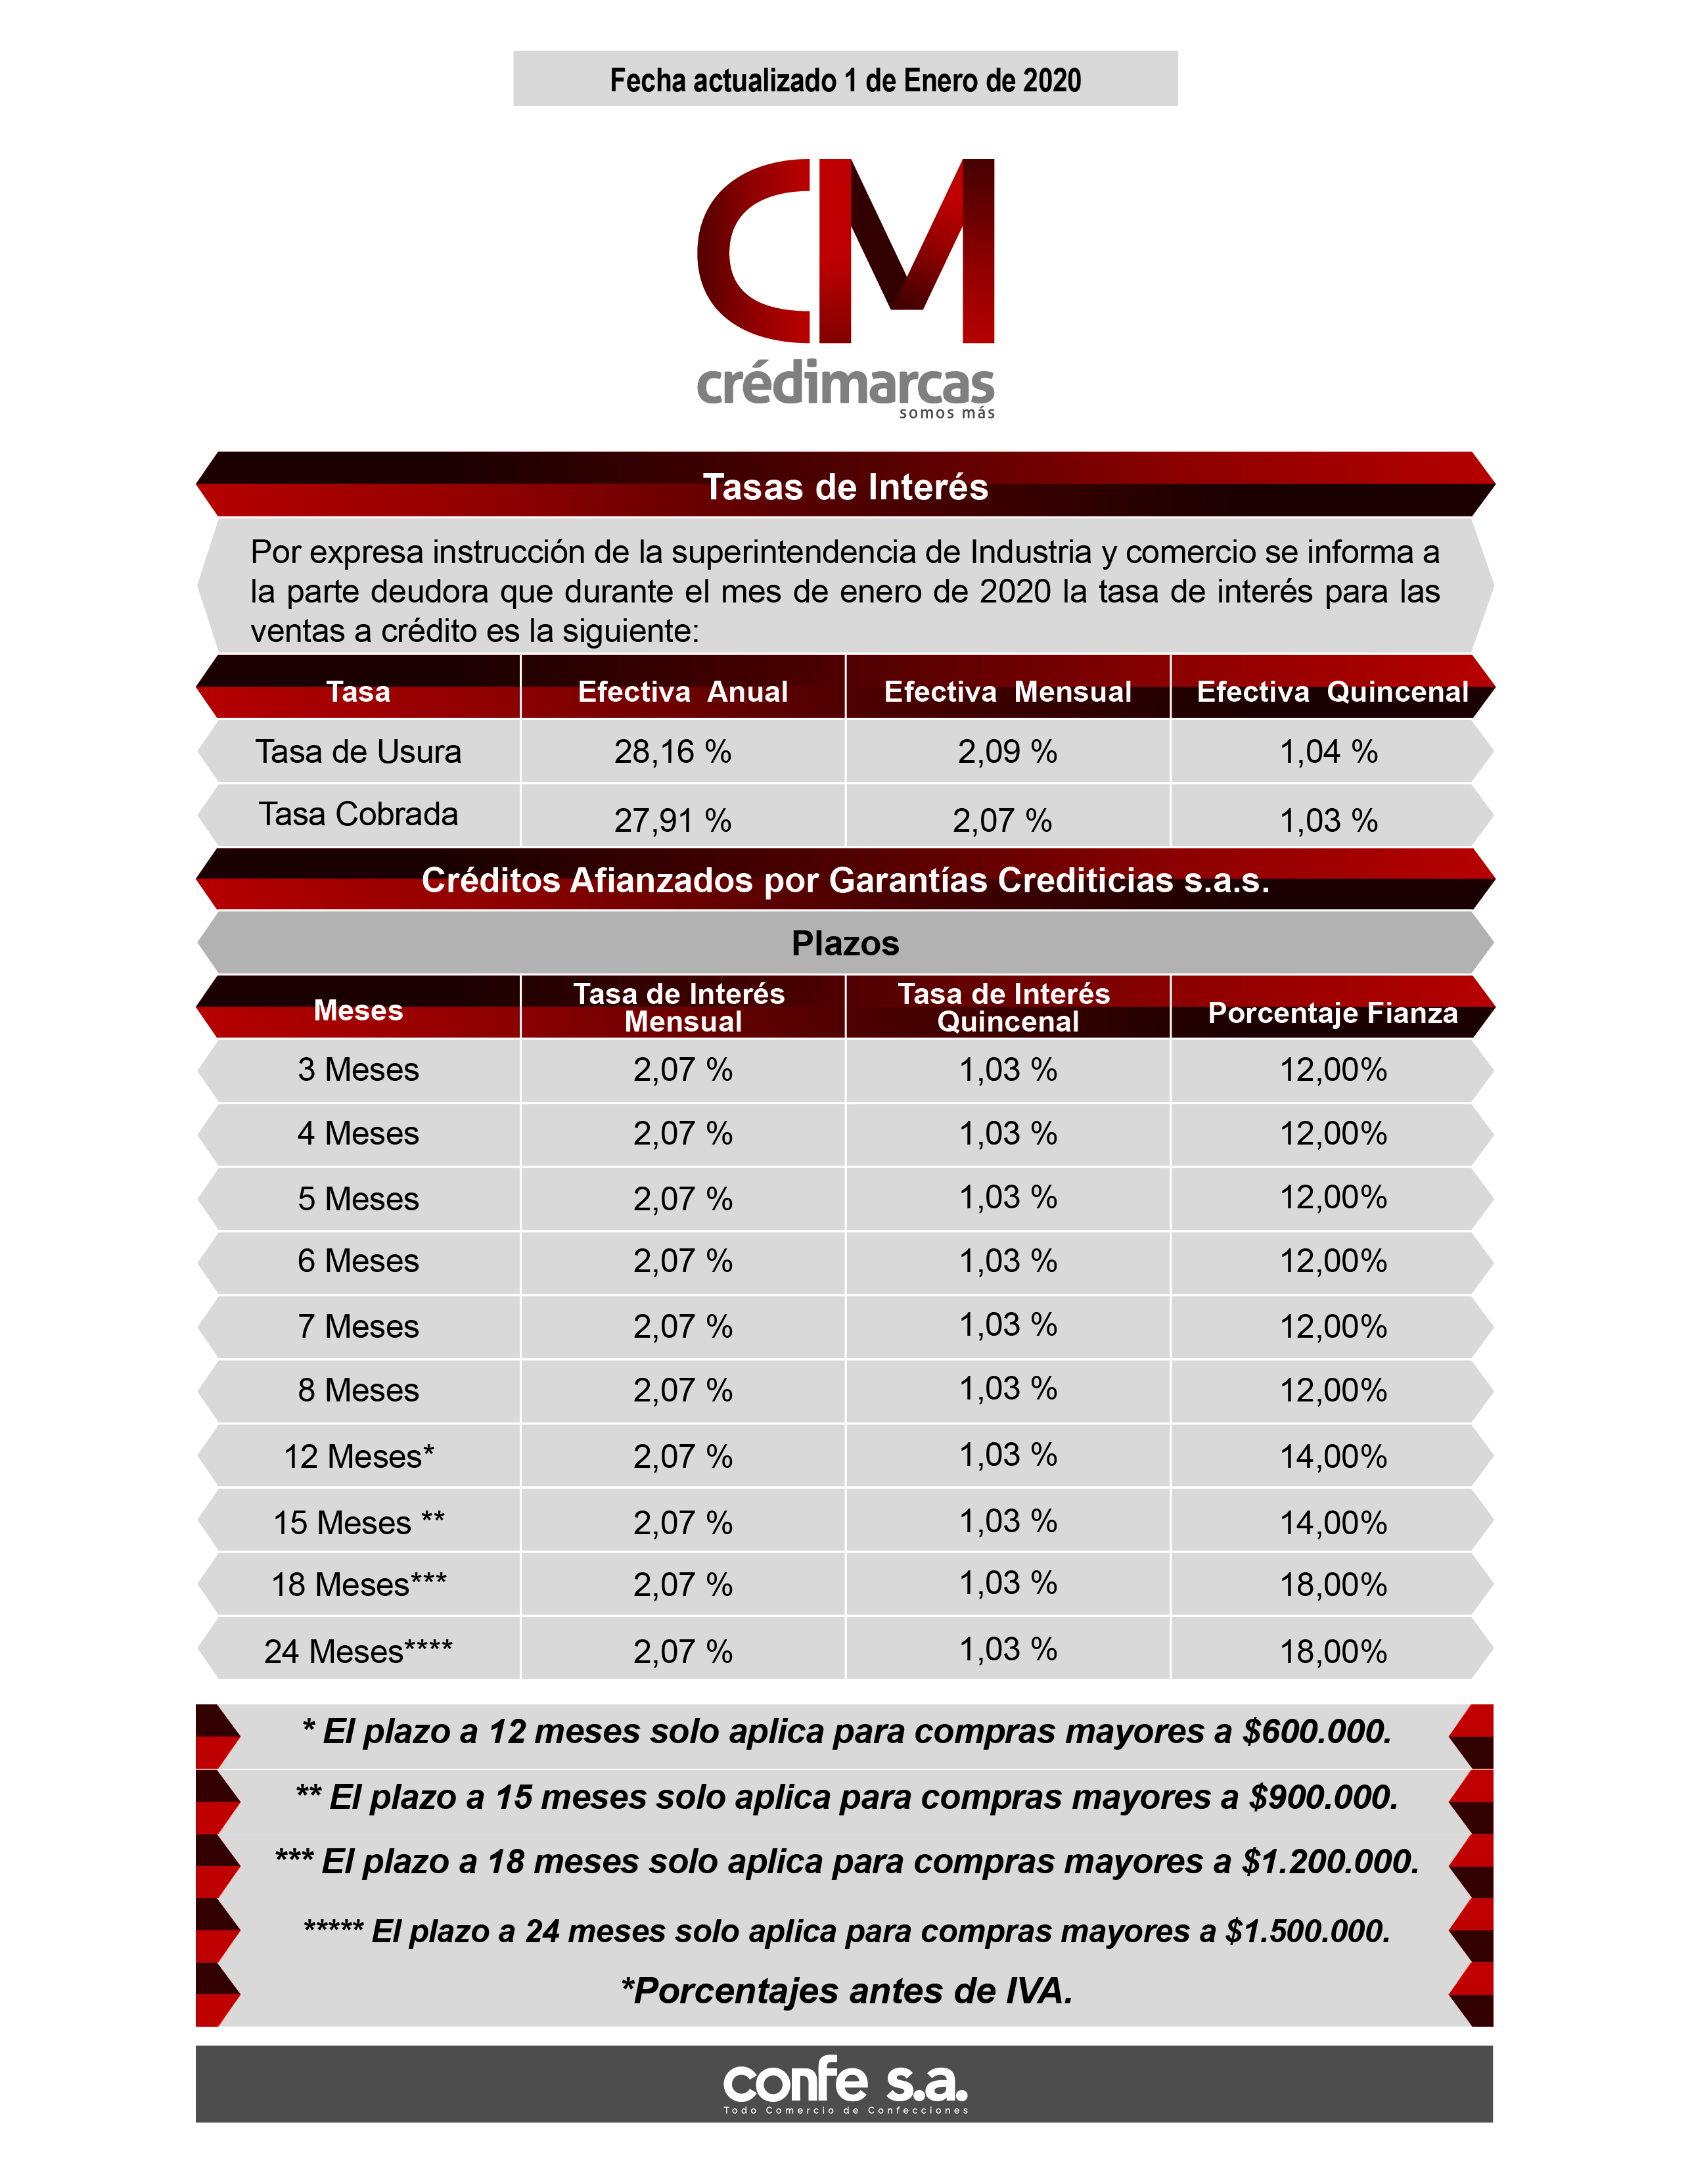 Fecha actualizado 1 de Enero de 2020
CM
crédimarcas
somos más
Tasas de Interés
Por expresa instrucción de la superintendencia de Industria y comercio se informa a
la parte deudora que durante el mes de enero de 2020 la tasa de interés para las
ventas a crédito es la siguiente:
Tasa Efectiva Anual Efectiva Mensual Efectiva Quincenal
Tasa de Usura 28,16 % 2,09 % 1,04 %
Tasa Cobrada 27,91 % 2,07 % 1,03 %
Créditos Afianzados por Garantías Crediticias s.a.s.
Plazos
Meses Tasa de Interés Mensual Tasa de Interés Quincenal Porcentaje Fianza
3 Meses 2,07 % 1,03 % 12,00%
4 Meses 2,07 % 1,03 % 12,00%
5 Meses 2,07 % 1,03 % 12,00%
6 Meses 2,07 % 1,03 % 12,00%
7 Meses 2,07 % 1,03 % 12,00%
8 Meses 2,07 % 1,03 % 12,00%
12 Meses* 2,07 % 1,03 % 14,00%
15 Meses ** 2,07 % 1,03 % 14,00%
18 Meses*** 2,07 % 1,03 % 18,00%
24 Meses**** 2,07 % 1,03 % 18,00%
* El plazo a 12 meses solo aplica para compras mayores a $600.000.
** El plazo a 15 meses solo aplica para compras mayores a $900.000.
*** El plazo a 18 meses solo aplica para compras mayores a $1.200.000.
***** El plazo a 24 meses solo aplica para compras mayores a $1.500.000.
*Porcentajes antes de IVA.
confe s.a.
Todo Comercio de Confecciones